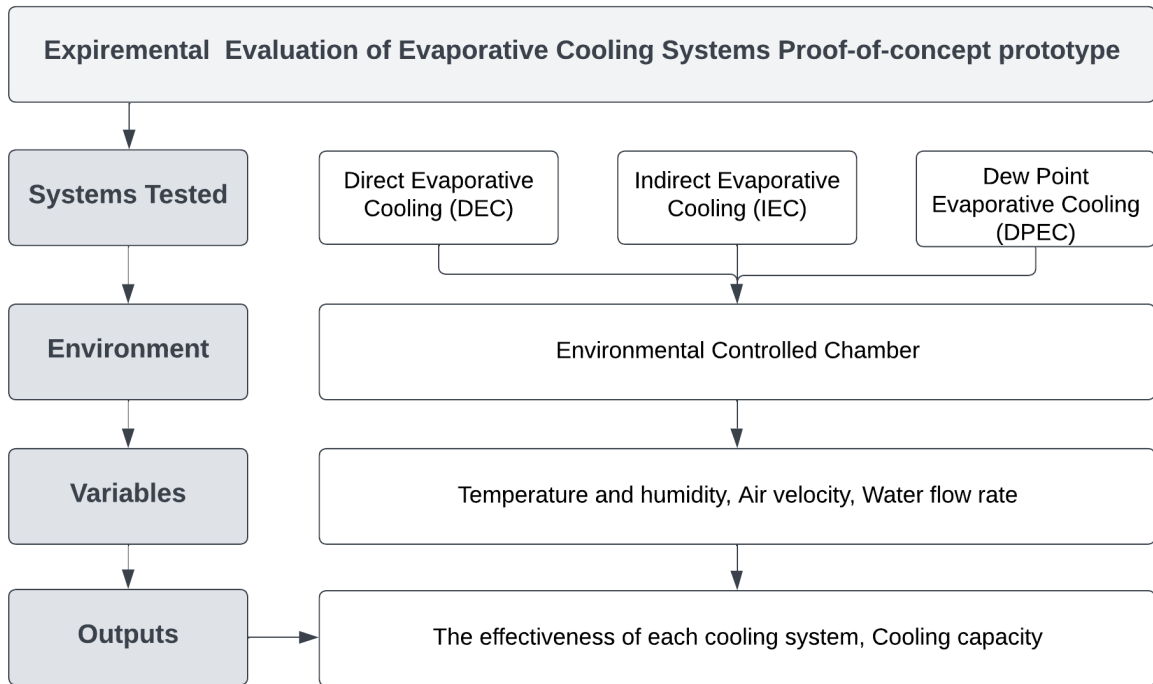 Expiremental  Evaluation of Evaporative Cooling Systems Proof-of-concept prototype
Systems Tested
Direct Evaporative
Cooling (DEC)
Indirect Evaporative
Cooling (IEC)
Dew Point
Evaporative Cooling
(DPEC)
Environment
Environmental Controlled Chamber
Variables
Temperature and humidity, Air velocity, Water flow rate
Outputs
The effectiveness of each cooling system, Cooling capacity